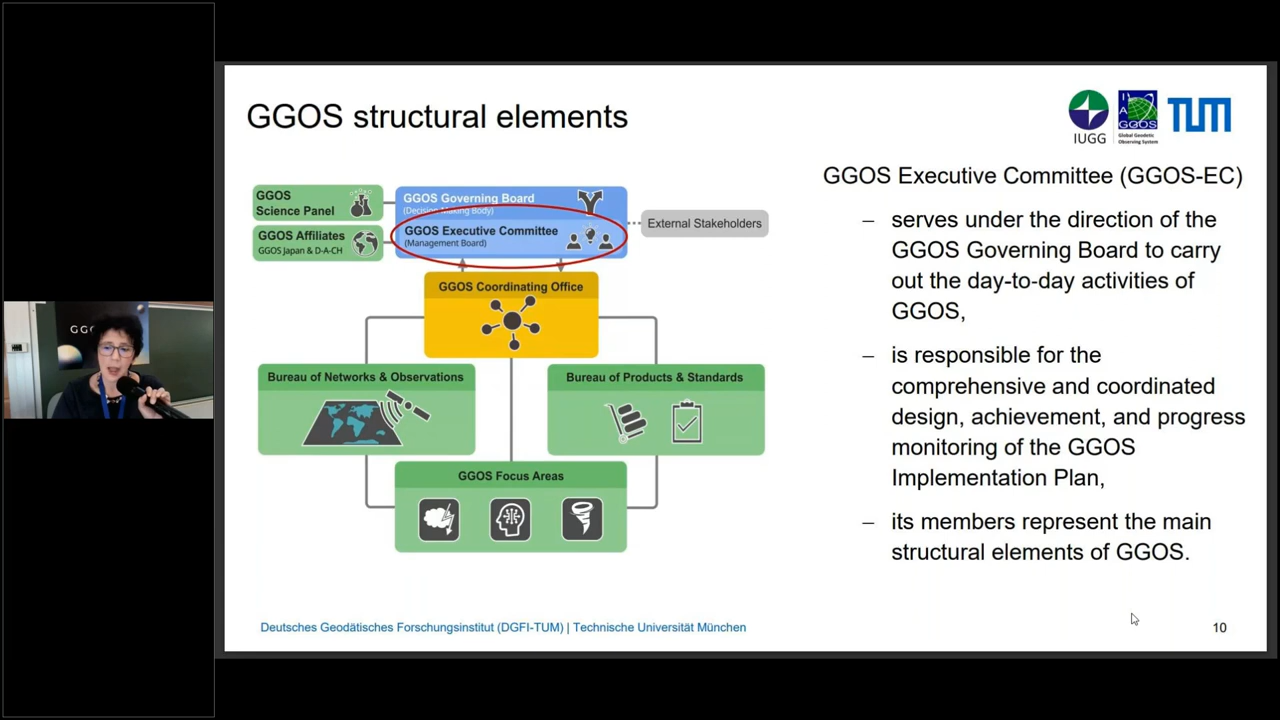 GGOS structural elements
IUGG
I A GGOS
Global Geodetic
Observing System
TUM
GGOS
Science Panel
GGOS Affiliates
GGOS Japan & D-A-CH
GGOS Governing Board
(Decision Making Body)
GGOS Executive Committee
(Management Board)
External Stakeholders
GGOS Coordinating Office
Bureau of Networks & Observations
Bureau of Products & Standards
GGOS Focus Areas
GGOS Executive Committee (GGOS-EC)
– serves under the direction of the
GGOS Governing Board to carry
out the day-to-day activities of
GGOS,
– is responsible for the
comprehensive and coordinated
design, achievement, and progress
monitoring of the GGOS
Implementation Plan,
– its members represent the main
structural elements of GGOS.
Deutsches Geodätisches Forschungsinstitut (DGFI-TUM) | Technische Universität München
10